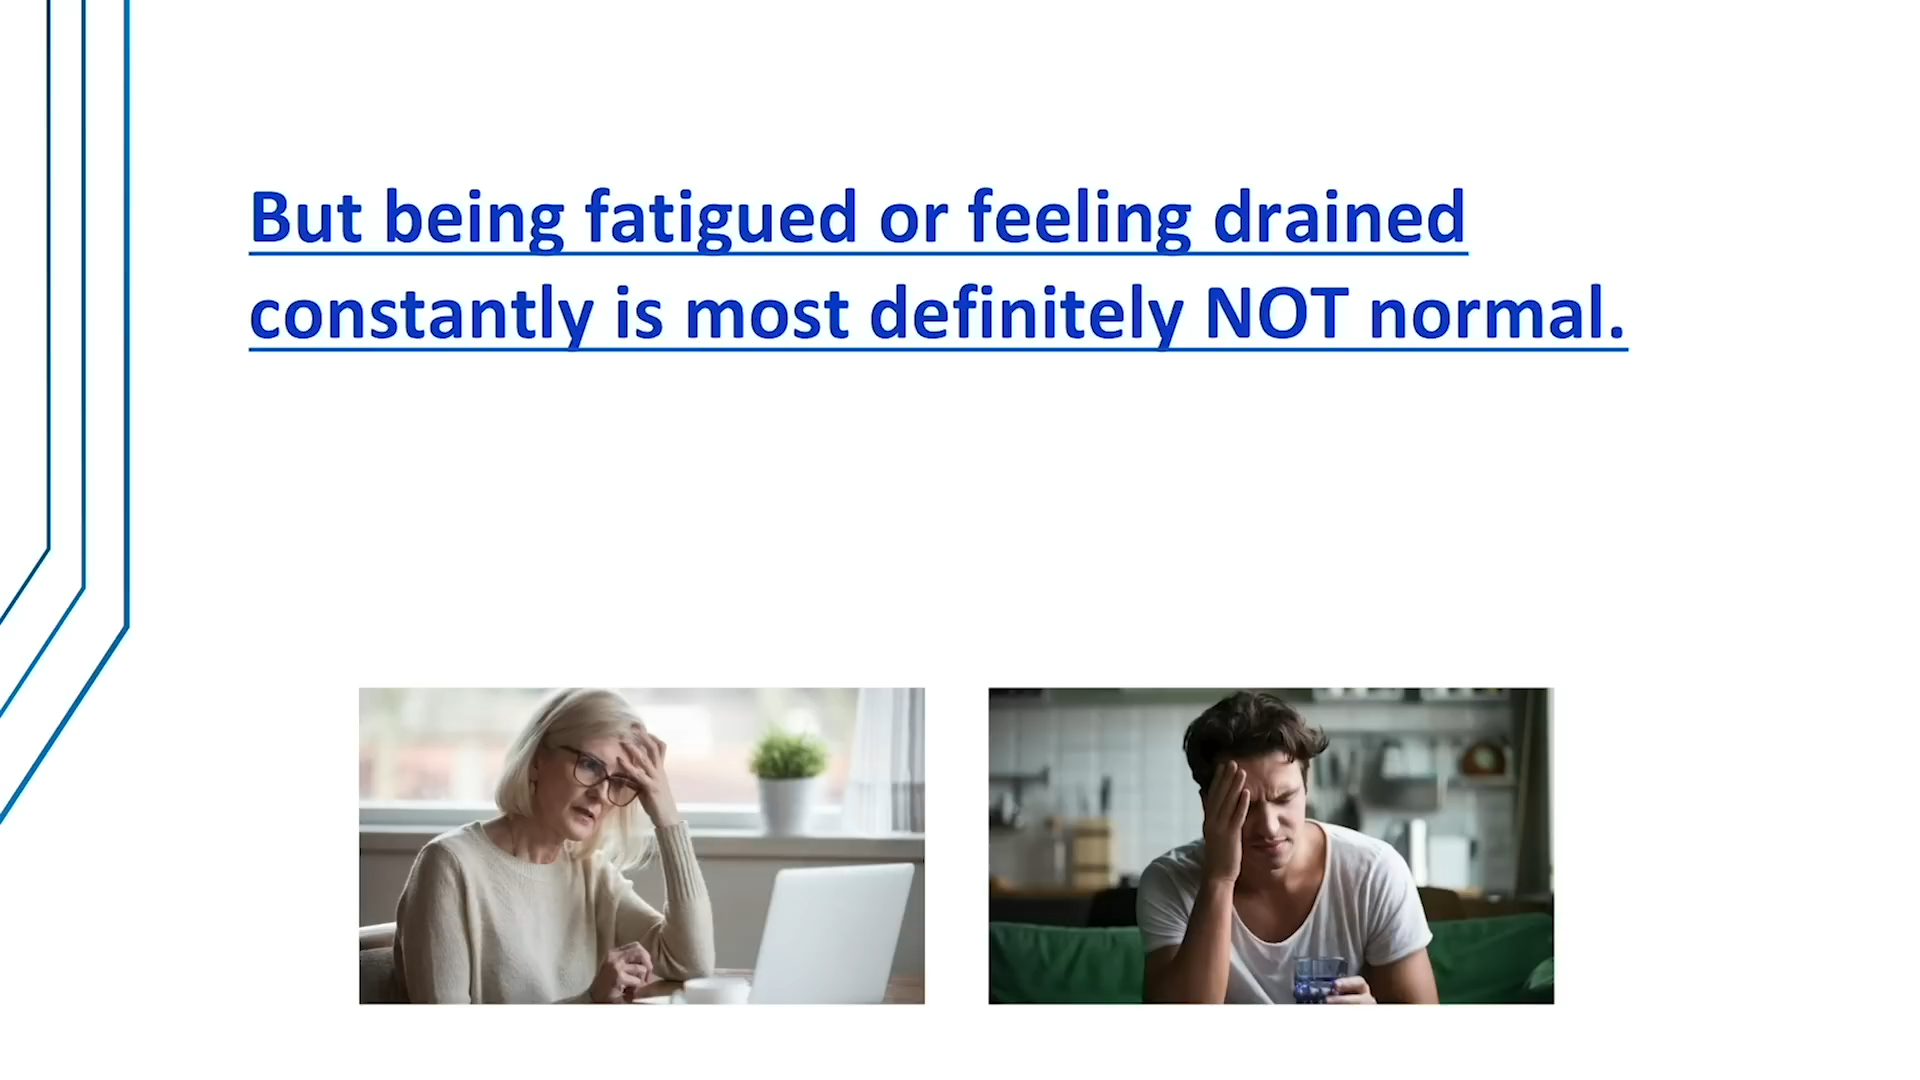 But being fatigued or feeling drained
constantly is most definitely NOT normal.